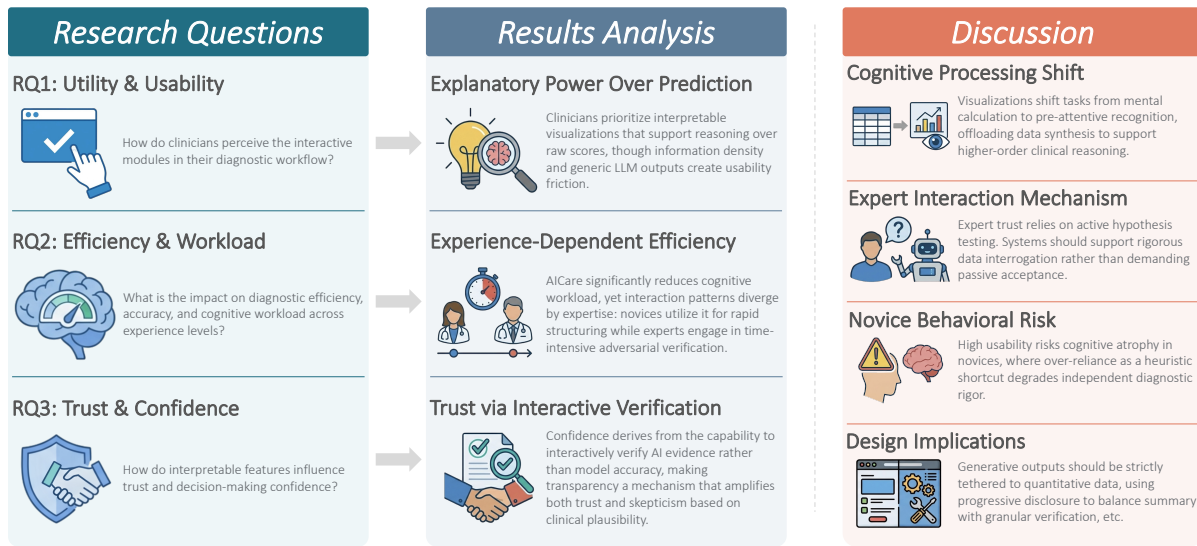 Research Questions
RQ1: Utility & Usability
How do clinicians perceive the interactive
modules in their diagnostic workflow?
RQ2: Efficiency & Workload
What is the impact on diagnostic efficiency,
accuracy, and cognitive workload across
experience levels?
RQ3: Trust & Confidence
How do interpretable features influence
trust and decision-making confidence?
Results Analysis
Explanatory Power Over Prediction
Clinicians prioritize interpretable
visualizations that support reasoning over
raw scores, though information density
and generic LLM outputs create usability
friction.
Experience-Dependent Efficiency
AICare significantly reduces cognitive
workload, yet interaction patterns diverge
by expertise: novices utilize it for rapid
structuring while experts engage in time-
intensive adversarial verification.
Trust via Interactive Verification
Confidence derives from the capability to
interactively verify AI evidence rather
than model accuracy, making
transparency a mechanism that amplifies
both trust and skepticism based on
clinical plausibility.
Discussion
Cognitive Processing Shift
Visualizations shift tasks from mental
calculation to pre-attentive recognition,
offloading data synthesis to support
higher-order clinical reasoning.
Expert Interaction Mechanism
?
Expert trust relies on active hypothesis
testing. Systems should support rigorous
data interrogation rather than demanding
passive acceptance.
Novice Behavioral Risk
!
High usability risks cognitive atrophy in
novices, where over-reliance as a heuristic
shortcut degrades independent diagnostic
rigor.
Design Implications
Generative outputs should be strictly
tethered to quantitative data, using
progressive disclosure to balance summary
with granular verification, etc.